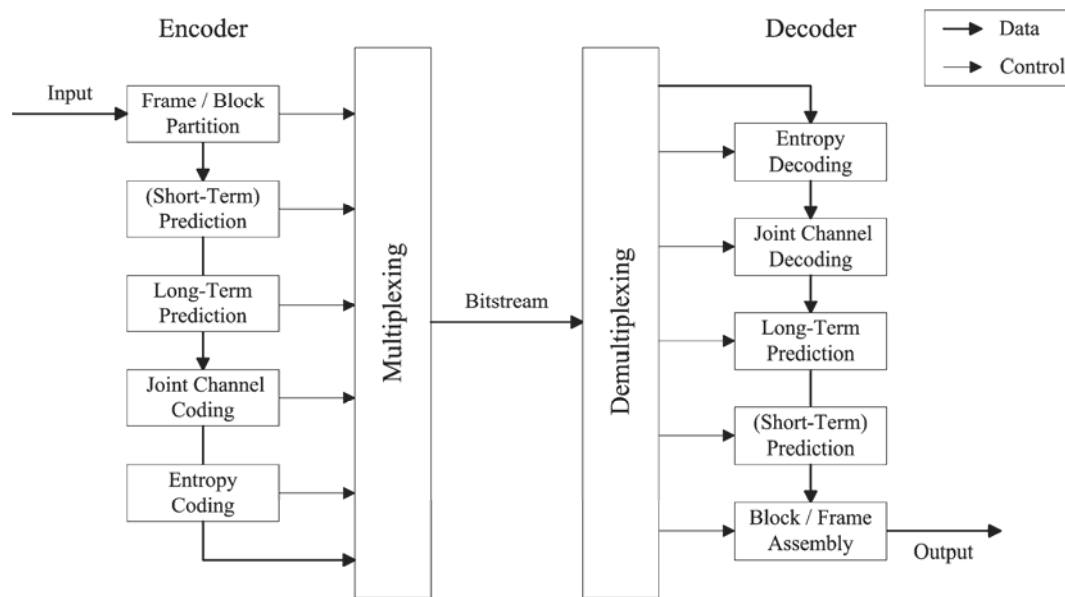 Encoder
Decoder
Data
Control
Input
Frame / Block
Partition
(Short-Term)
Prediction
Long-Term
Prediction
Joint Channel
Coding
Entropy
Coding
Multiplexing
Bitstream
Demultiplexing
Entropy
Decoding
Joint Channel
Decoding
Long-Term
Prediction
(Short-Term)
Prediction
Block / Frame
Assembly
Output